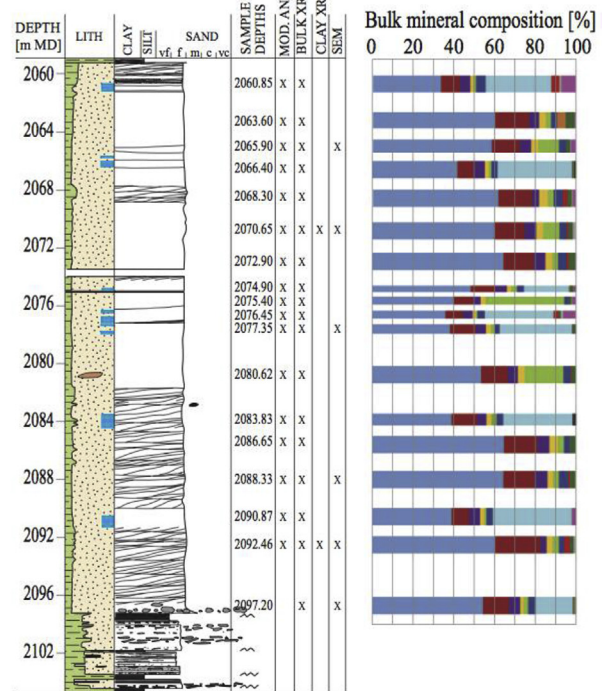 DEPTH
[m MD]
LITH
CLAY
SILT
SAND
vf f m c vc
SAMPLE
DEPTHS
MOD. AN
BULK XR
CLAY XR
SEM
Bulk mineral composition [%]
0 20 40 60 80 100
2060
2060.85 x x
2063.60 x x
2064
2065.90 x x x
2066.40 x x
2068
2068.30 x x
2070.65 x x x x
2072
2072.90 x x
2074.90 x x
2075.40 x x
2076
2076.45 x x
2077.35 x x x
2080
2080.62 x x
2084
2083.83 x x
2086.65 x x
2088
2088.33 x x x
2090.87 x x
2092
2092.46 x x x x
2096
2097.20 x x
2102